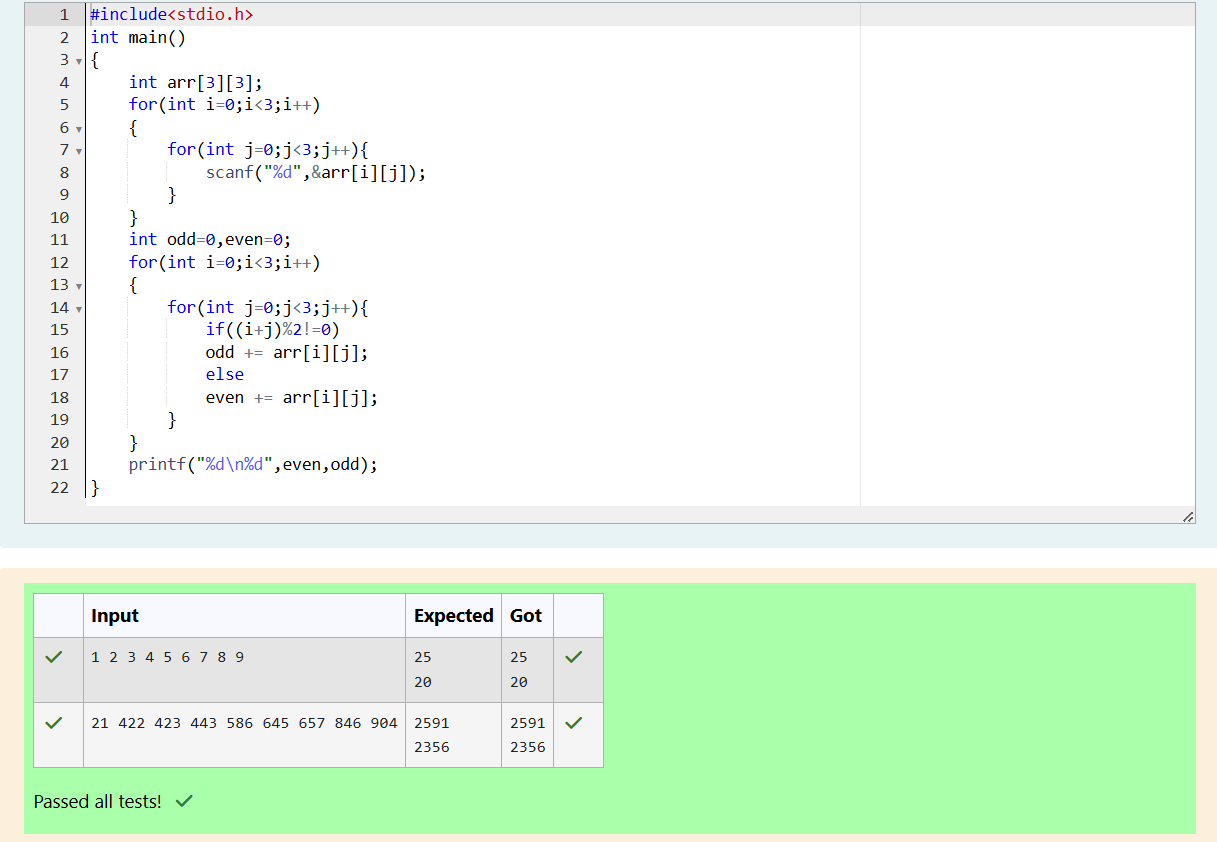 1 #include<stdio.h>
2 int main()
3 {
4     int arr[3][3];
5     for(int i=0;i<3;i++)
6     {
7         for(int j=0;j<3;j++){
8             scanf("%d",&arr[i][j]);
9         }
10     }
11     int odd=0,even=0;
12     for(int i=0;i<3;i++)
13     {
14         for(int j=0;j<3;j++){
15             if((i+j)%2!=0)
16             odd += arr[i][j];
17             else
18             even += arr[i][j];
19         }
20     }
21     printf("%d\n%d",even,odd);
22 }
Input Expected Got
1 2 3 4 5 6 7 8 9 25 25
20 20
21 422 423 443 586 645 657 846 904 2591 2591
2356 2356
Passed all tests!